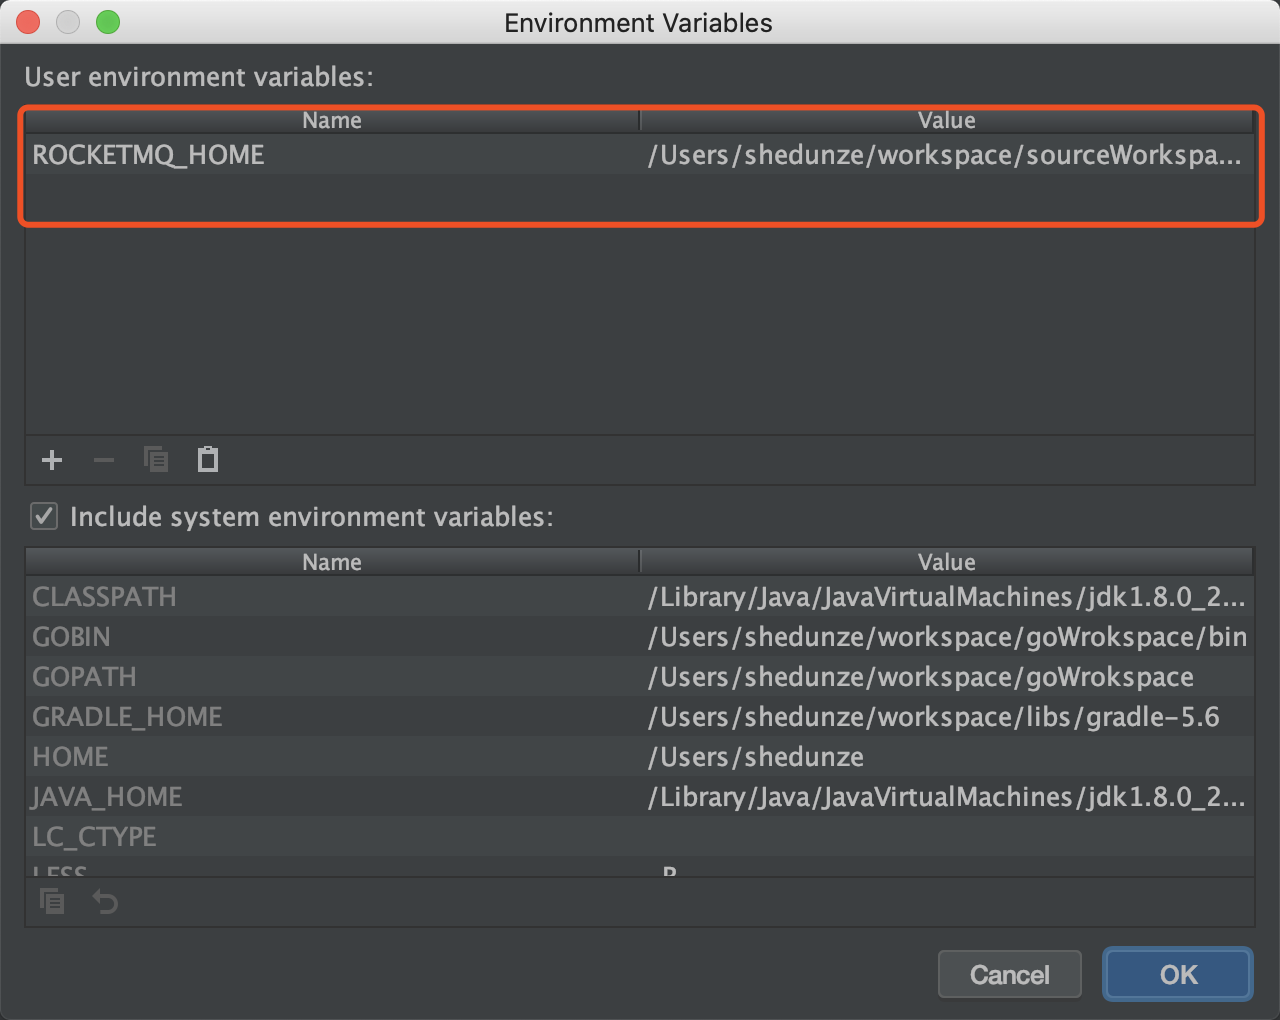 Environment Variables
User environment variables:
Name Value
ROCKETMQ_HOME /Users/shedunze/workspace/sourceWorkspa...
Include system environment variables:
Name Value
CLASSPATH /Library/Java/JavaVirtualMachines/jdk1.8.0_2...
GOBIN /Users/shedunze/workspace/goWrokspace/bin
GOPATH /Users/shedunze/workspace/goWrokspace
GRADLE_HOME /Users/shedunze/workspace/libs/gradle-5.6
HOME /Users/shedunze
JAVA_HOME /Library/Java/JavaVirtualMachines/jdk1.8.0_2...
LC_CTYPE
LESS
Cancel OK